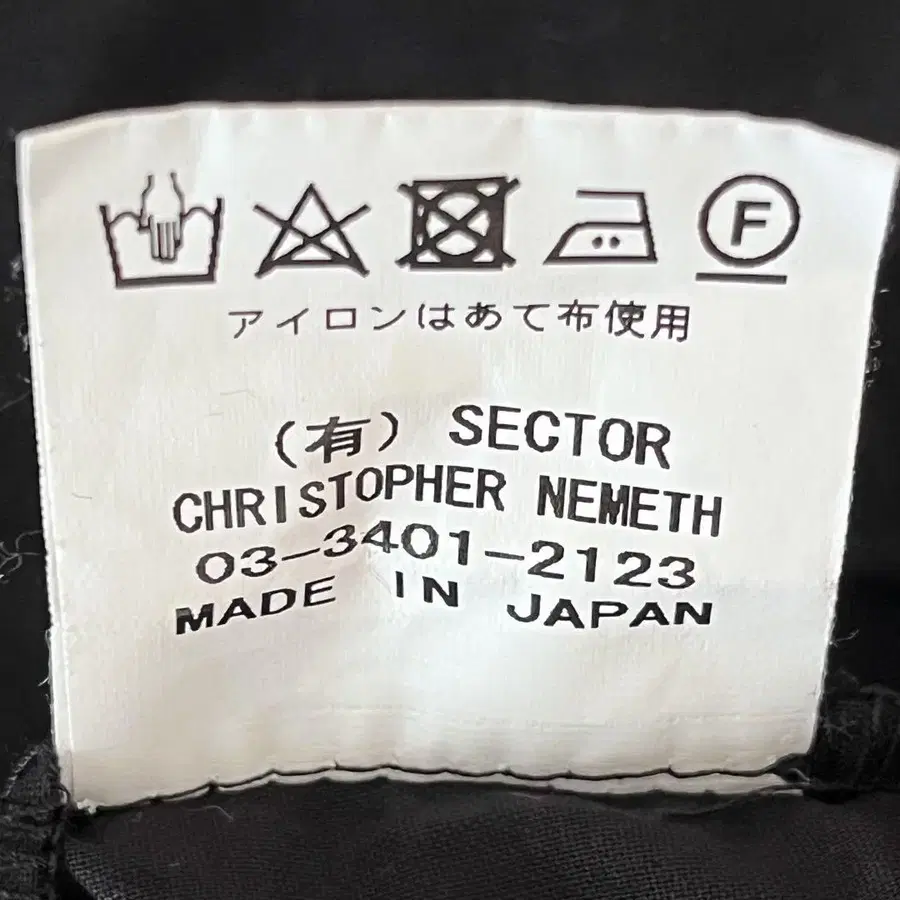 F
アイロンはあて布使用
(有) SECTOR
CHRISTOPHER NEMETH
03-3401-2123
MADE IN JAPAN